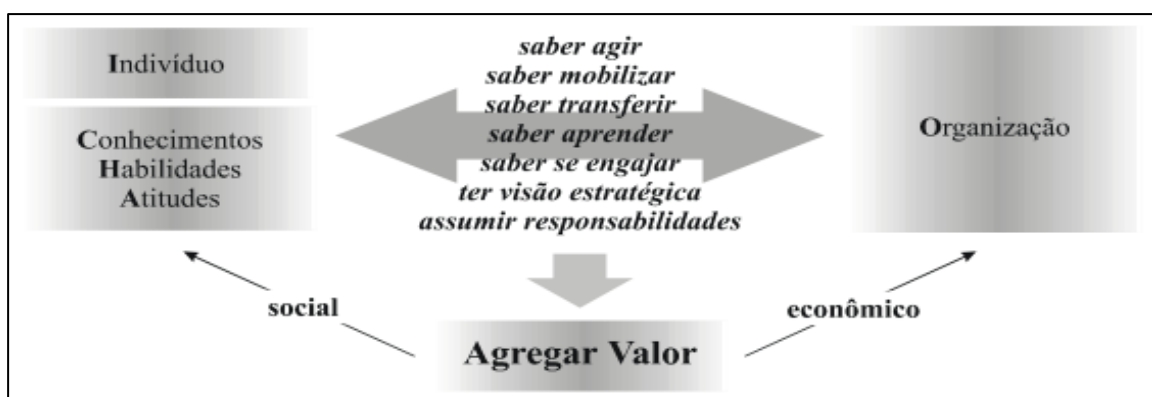 Indivíduo
Conhecimentos
Habilidades
Atitudes
saber agir
saber mobilizar
saber transferir
saber aprender
saber se engajar
ter visão estratégica
assumir responsabilidades
Organização
social
econômico
Agregar Valor